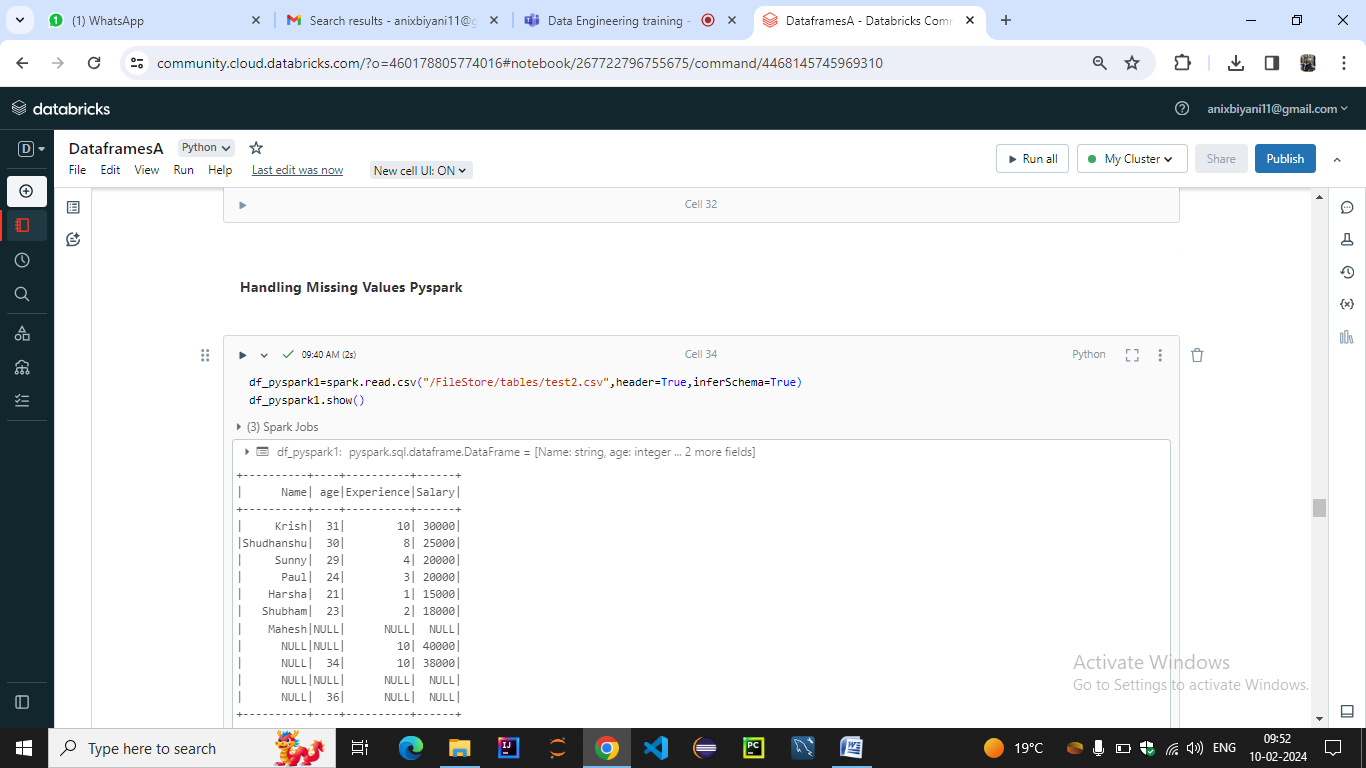 (1) WhatsApp
Search results - anixbiyani11@g
Data Engineering training -
DataframesA - Databricks Com
community.cloud.databricks.com/?o=460178805774016#notebook/267722796755675/command/4468145745969310
databricks
anixbiyani11@gmail.com
D
DataframesA
Python
File Edit View Run Help Last edit was now New cell UI: ON
Run all
My Cluster
Share
Publish
Cell 32
Handling Missing Values Pyspark
09:40 AM (2s)
Cell 34
Python
df_pyspark1=spark.read.csv("/FileStore/tables/test2.csv",header=True,inferSchema=True)
df_pyspark1.show()
(3) Spark Jobs
df_pyspark1: pyspark.sql.dataframe.DataFrame = [Name: string, age: integer ... 2 more fields]
+----------+----+----------+------+
|      Name| age|Experience|Salary|
+----------+----+----------+------+
|     Krish|  31|        10| 30000|
|Shudhanshu|  30|         8| 25000|
|     Sunny|  29|         4| 20000|
|      Paul|  24|         3| 20000|
|    Harsha|  21|         1| 15000|
|   Shubham|  23|         2| 18000|
|    Mahesh|NULL|      NULL|  NULL|
|      NULL|NULL|        10| 40000|
|      NULL|  34|        10| 38000|
|      NULL|NULL|      NULL|  NULL|
|      NULL|  36|      NULL|  NULL|
+----------+----+----------+------+
Activate Windows
Go to Settings to activate Windows.
Type here to search
19°C
ENG
09:52
10-02-2024